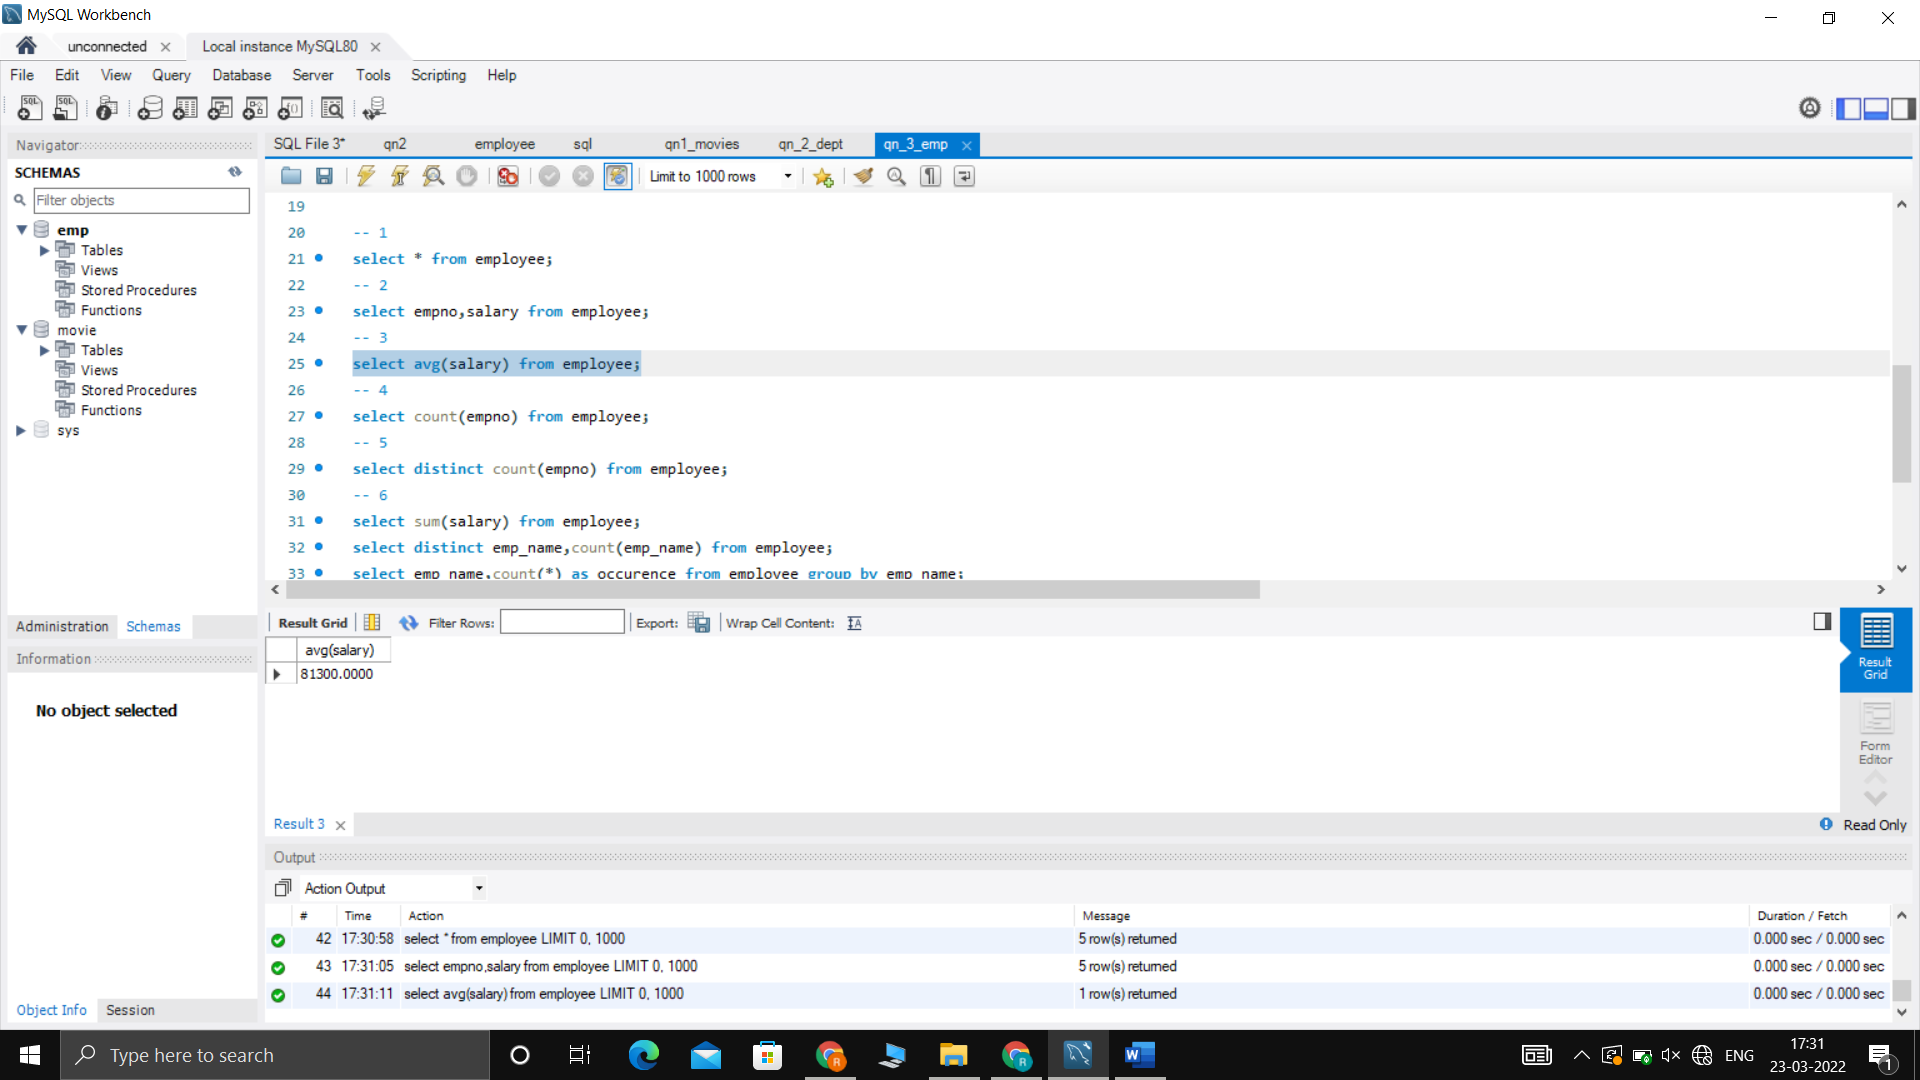 MySQL Workbench
unconnected
Local instance MySQL80
File Edit View Query Database Server Tools Scripting Help
Navigator
SCHEMAS
Filter objects
emp
Tables
Views
Stored Procedures
Functions
movie
Tables
Views
Stored Procedures
Functions
sys
Administration Schemas
Information
No object selected
Object Info Session
SQL File 3* qn2 employee sql qn1_movies qn_2_dept qn_3_emp
Limit to 1000 rows
19
20 -- 1
21 select * from employee;
22 -- 2
23 select empno,salary from employee;
24 -- 3
25 select avg(salary) from employee;
26 -- 4
27 select count(empno) from employee;
28 -- 5
29 select distinct count(empno) from employee;
30 -- 6
31 select sum(salary) from employee;
32 select distinct emp_name,count(emp_name) from employee;
33 select emp_name,count(*) as occurence from employee group by emp_name;
Result Grid Filter Rows: Export: Wrap Cell Content:
avg(salary)
81300.0000
Result Grid
Form Editor
Result 3
Read Only
Output
Action Output
# Time Action Message Duration / Fetch
42 17:30:58 select * from employee LIMIT 0, 1000 5 row(s) returned 0.000 sec / 0.000 sec
43 17:31:05 select empno,salary from employee LIMIT 0, 1000 5 row(s) returned 0.000 sec / 0.000 sec
44 17:31:11 select avg(salary) from employee LIMIT 0, 1000 1 row(s) returned 0.000 sec / 0.000 sec
Type here to search
ENG
17:31
23-03-2022
1